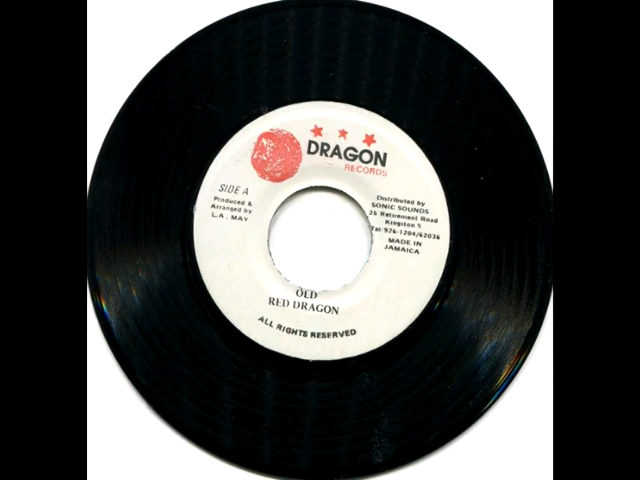 DRAGON
RECORDS
SIDE A
Produced &
Arranged by
L.A. MAY
Distributed by
SONIC SOUNDS
25 Retirement Road
Kingston 5
Tel: 926-1204/62036
MADE IN
JAMAICA
OLD
RED DRAGON
ALL RIGHTS RESERVED